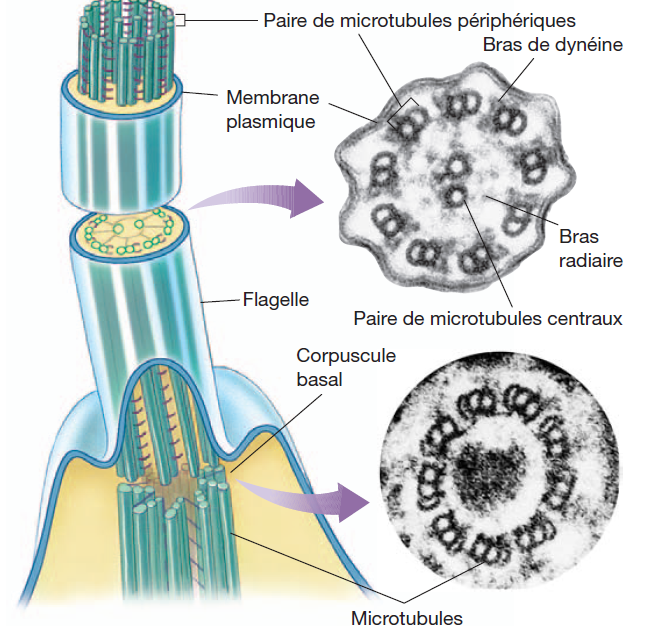 Paire de microtubules périphériques
Bras de dynéine
Membrane
plasmique
Bras
radiaire
Flagelle
Paire de microtubules centraux
Corpuscule
basal
Microtubules